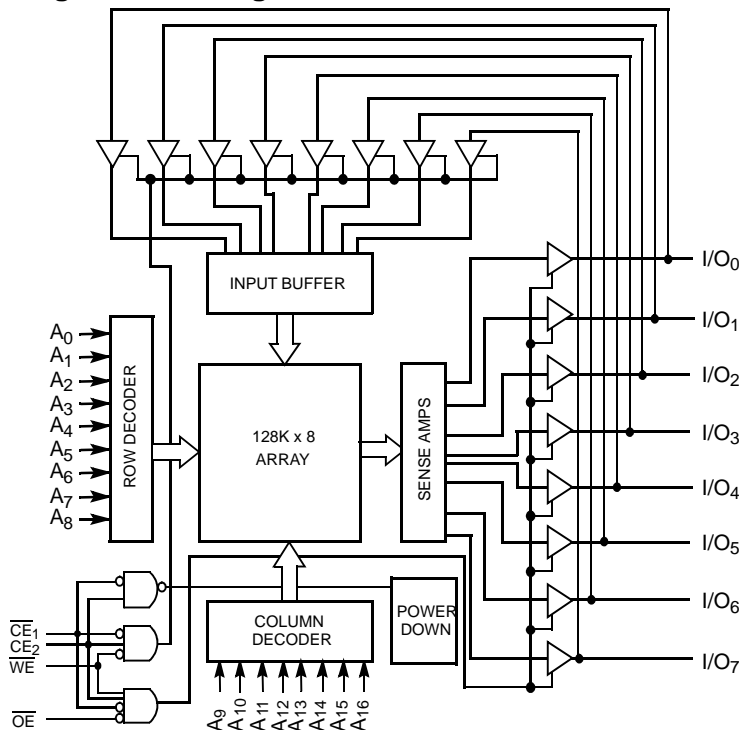 INPUT BUFFER
I/O0
I/O1
I/O2
I/O3
I/O4
I/O5
I/O6
I/O7
A0
A1
A2
A3
A4
A5
A6
A7
A8
ROW DECODER
128K x 8
ARRAY
SENSE AMPS
CE1
CE2
WE
OE
COLUMN
DECODER
POWER
DOWN
A9
A10
A11
A12
A13
A14
A15
A16